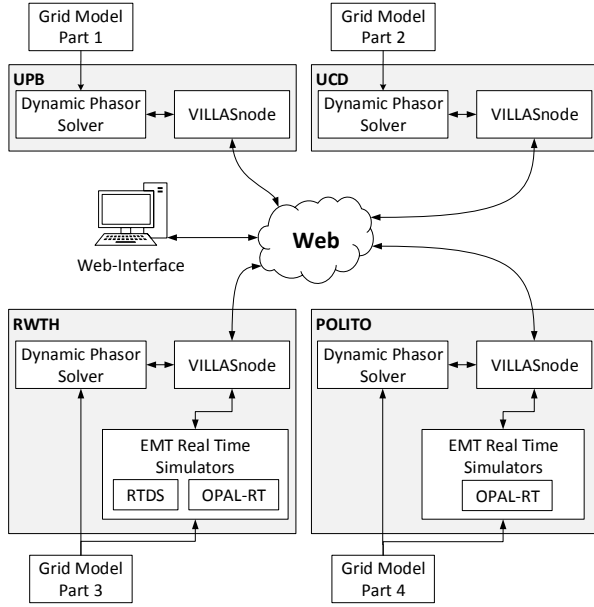 Grid Model
Part 1
Grid Model
Part 2
UPB
Dynamic Phasor
Solver
VILLASnode
UCD
Dynamic Phasor
Solver
VILLASnode
Web-Interface
Web
RWTH
Dynamic Phasor
Solver
VILLASnode
EMT Real Time
Simulators
RTDS
OPAL-RT
POLITO
Dynamic Phasor
Solver
VILLASnode
EMT Real Time
Simulators
OPAL-RT
Grid Model
Part 3
Grid Model
Part 4